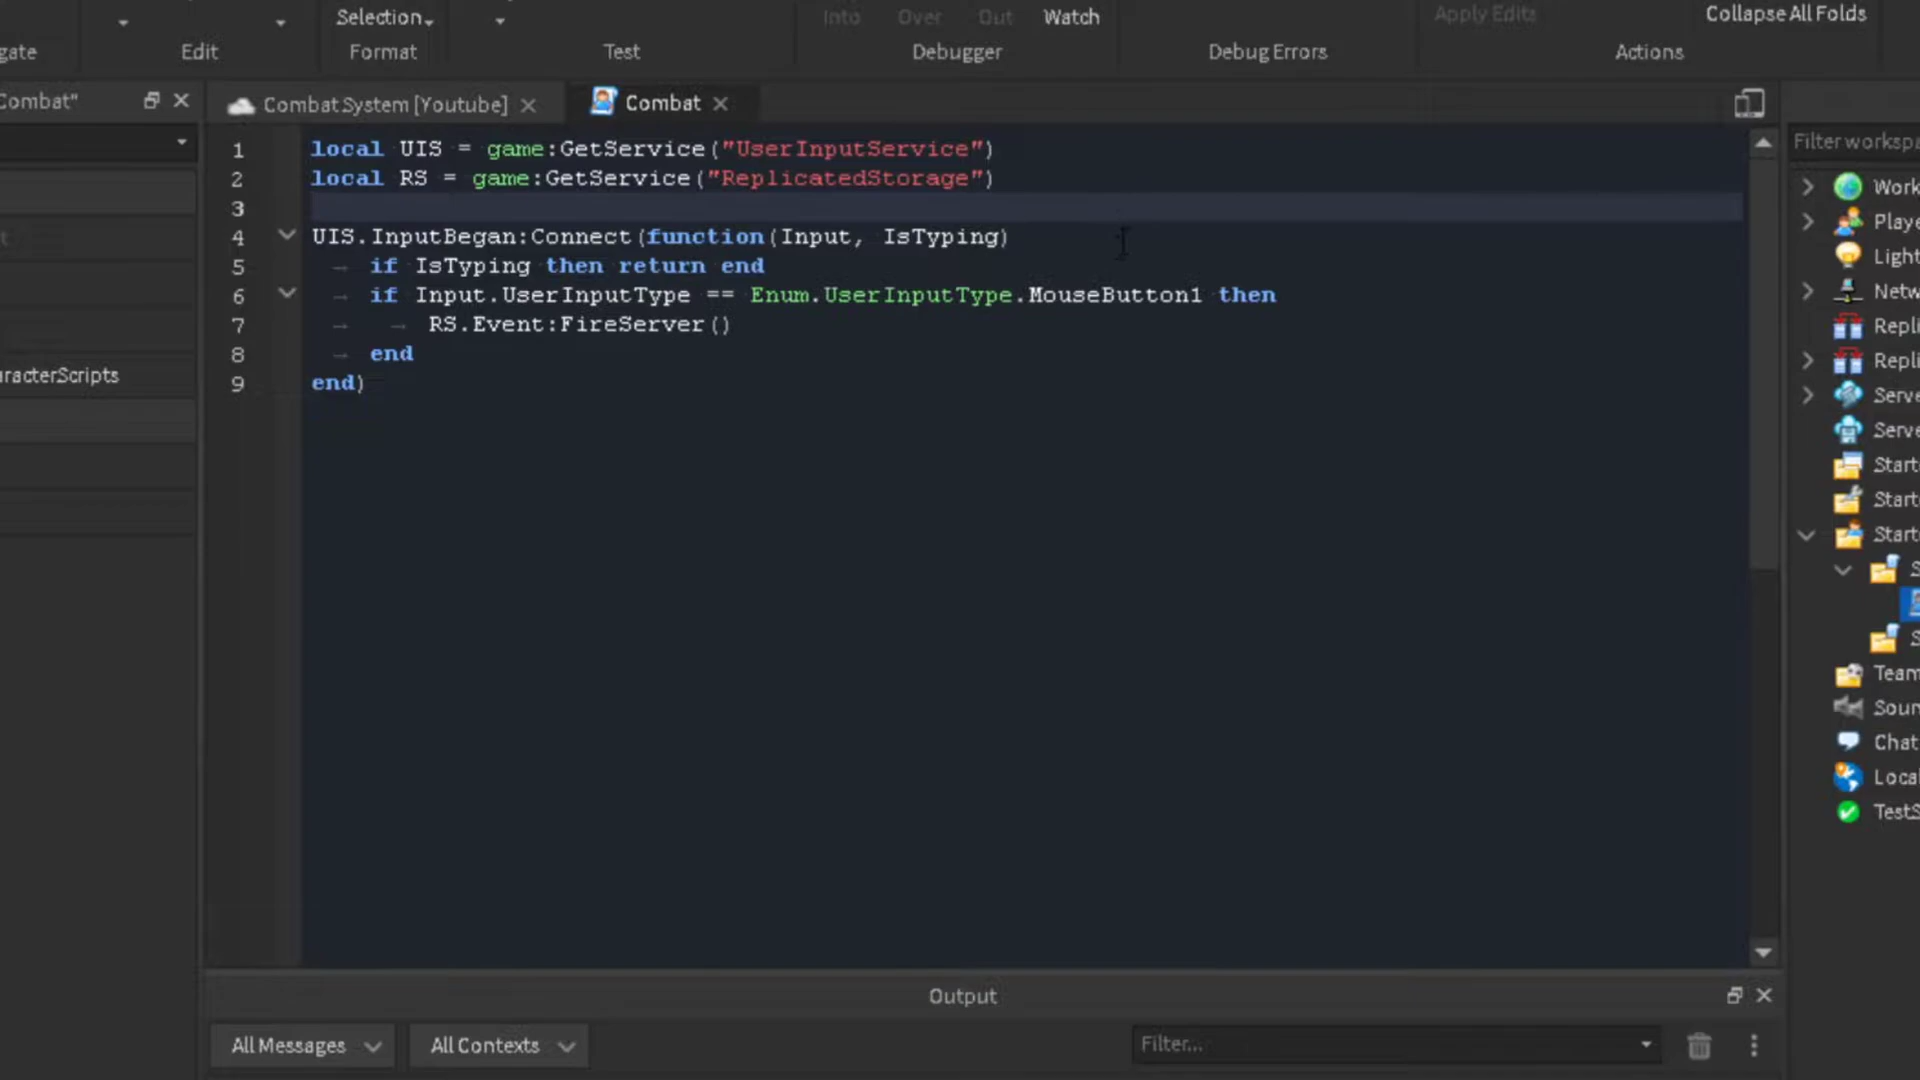 Selection
Into Over Out Watch
Apply Edits
Collapse All Folds
gate
Edit
Format
Test
Debugger
Debug Errors
Actions
Combat"
CombatSystem [Youtube]
Combat
Filter workspa
1 local UIS = game:GetService("UserInputService")
2 local RS = game:GetService("ReplicatedStorage")
3
4 UIS.InputBegan:Connect(function(Input, IsTyping)
5 if IsTyping then return end
6 if Input.UserInputType == Enum.UserInputType.MouseButton1 then
7 RS.Event:FireServer()
8 end
9 end)
racterScripts
Work
Playe
Light
Netw
Repli
Repli
Serve
Serve
Start
Start
Start
S
S
Team
Soun
Chat
Local
TestS
Output
All Messages
All Contexts
Filter...